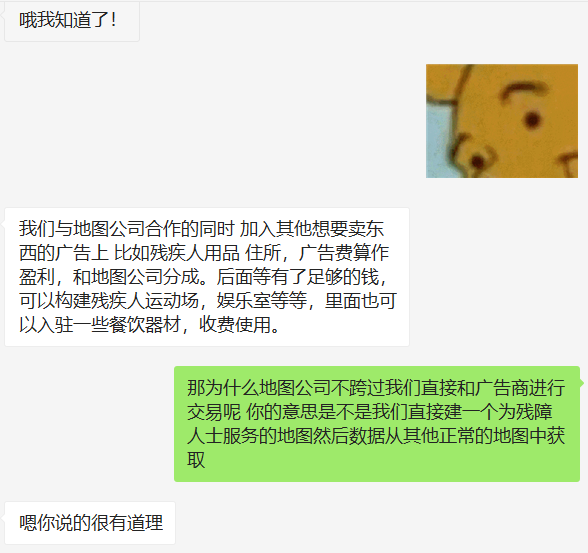 哦我知道了！
我们与地图公司合作的同时 加入其他想要卖东
西的广告上 比如残疾人用品 住所，广告费算作
盈利，和地图公司分成。后面等有了足够的钱，
可以构建残疾人运动场，娱乐室等等，里面也可
以入驻一些餐饮器材，收费使用。
那为什么地图公司不跨过我们直接和广告商进行
交易呢 你的意思是不是我们直接建一个为残障
人士服务的地图然后数据从其他正常的地图中获
取
嗯你说的很有道理